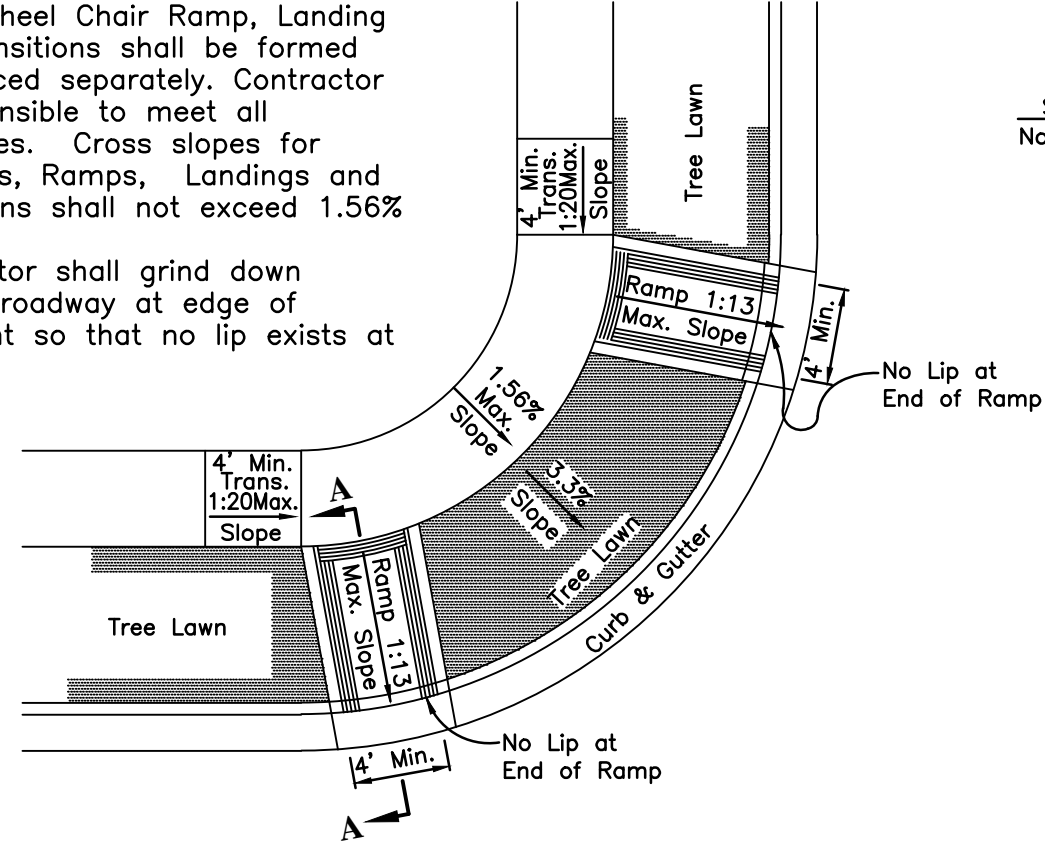 heel Chair Ramp, Landing
nsitions shall be formed
ced separately. Contractor
nsible to meet all
es. Cross slopes for
s, Ramps, Landings and
ns shall not exceed 1.56%
tor shall grind down
roadway at edge of
t so that no lip exists at
4' Min.
Trans.
1:20Max.
Slope
Tree Lawn
No
Ramp 1:13
Max. Slope
4' Min.
No Lip at
End of Ramp
1.56%
Max.
Slope
3.3%
Slope
Tree Lawn
Curb & Gutter
4' Min.
Trans.
1:20Max.
Slope
A
Ramp 1:13
Max. Slope
Tree Lawn
No Lip at
End of Ramp
4' Min.
A